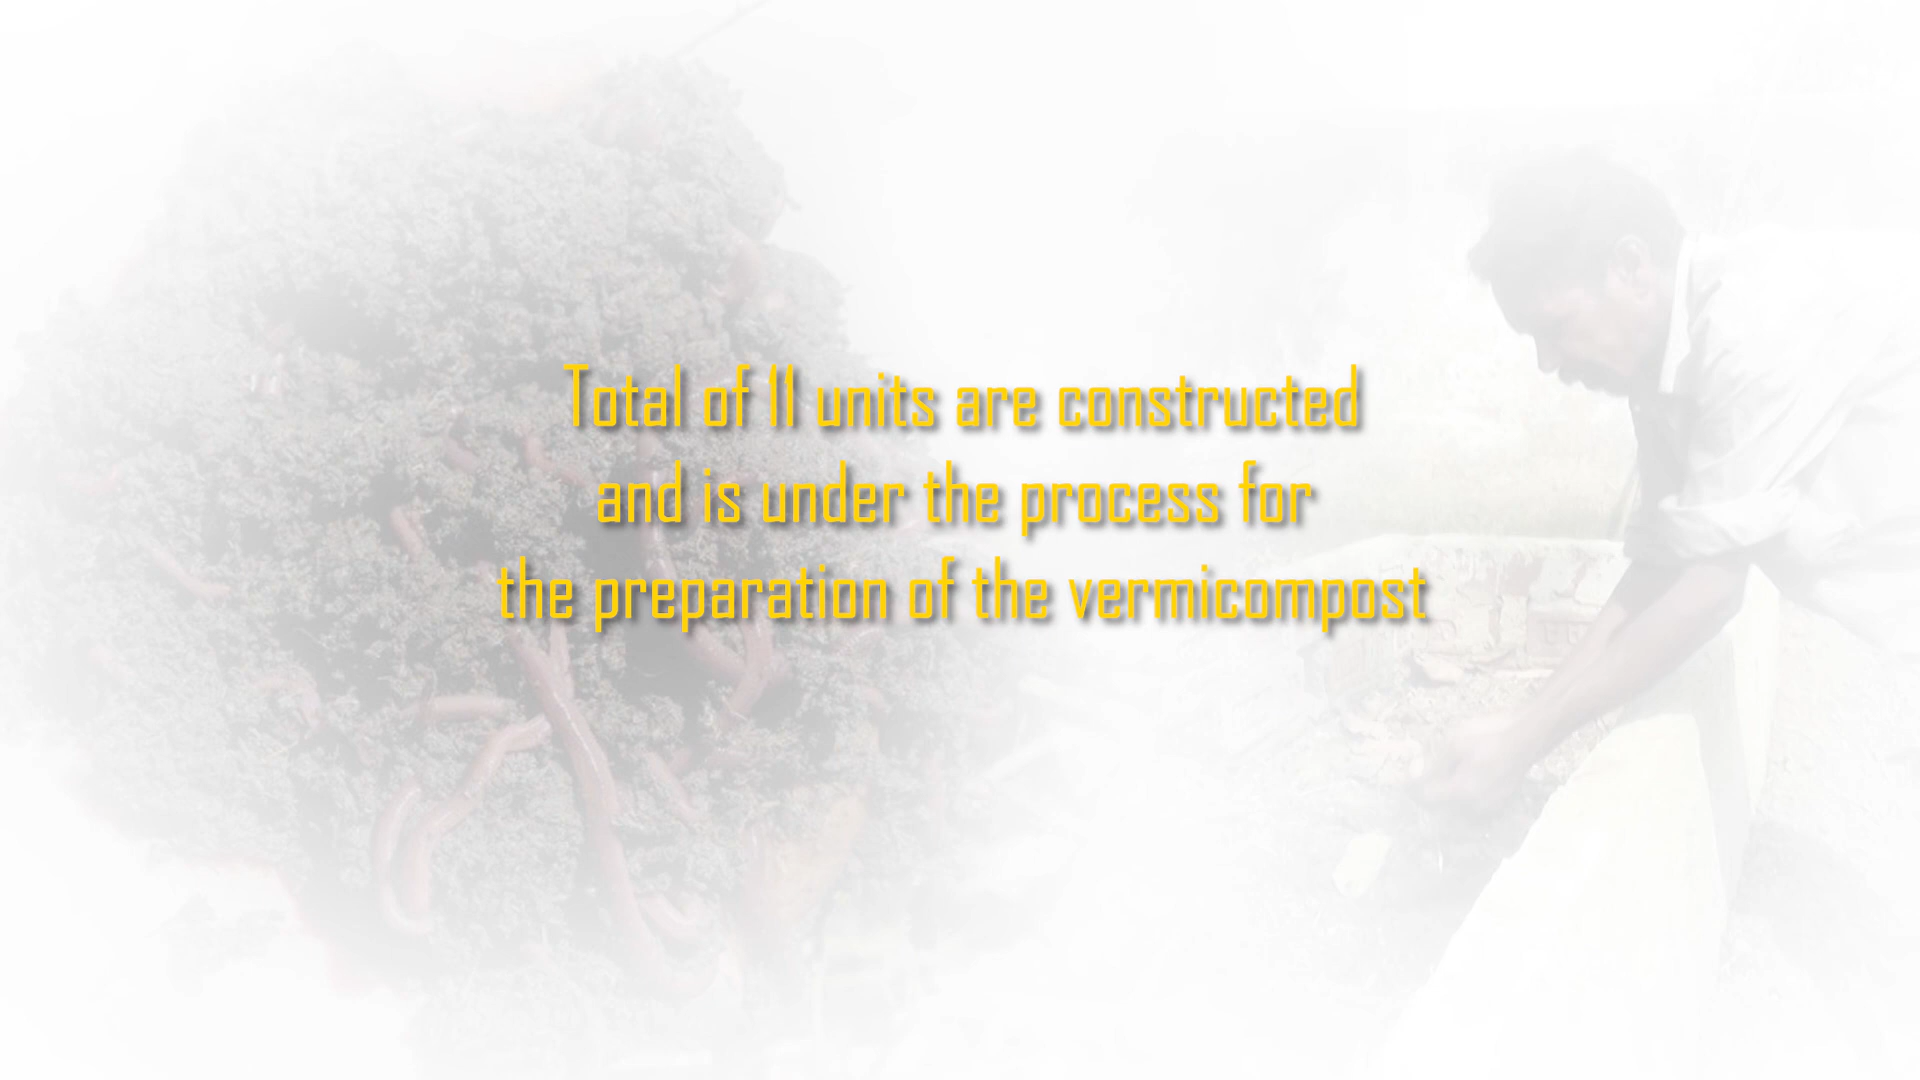 Total of 11 units are constructed
and is under the process for
the preparation of the vermicompost